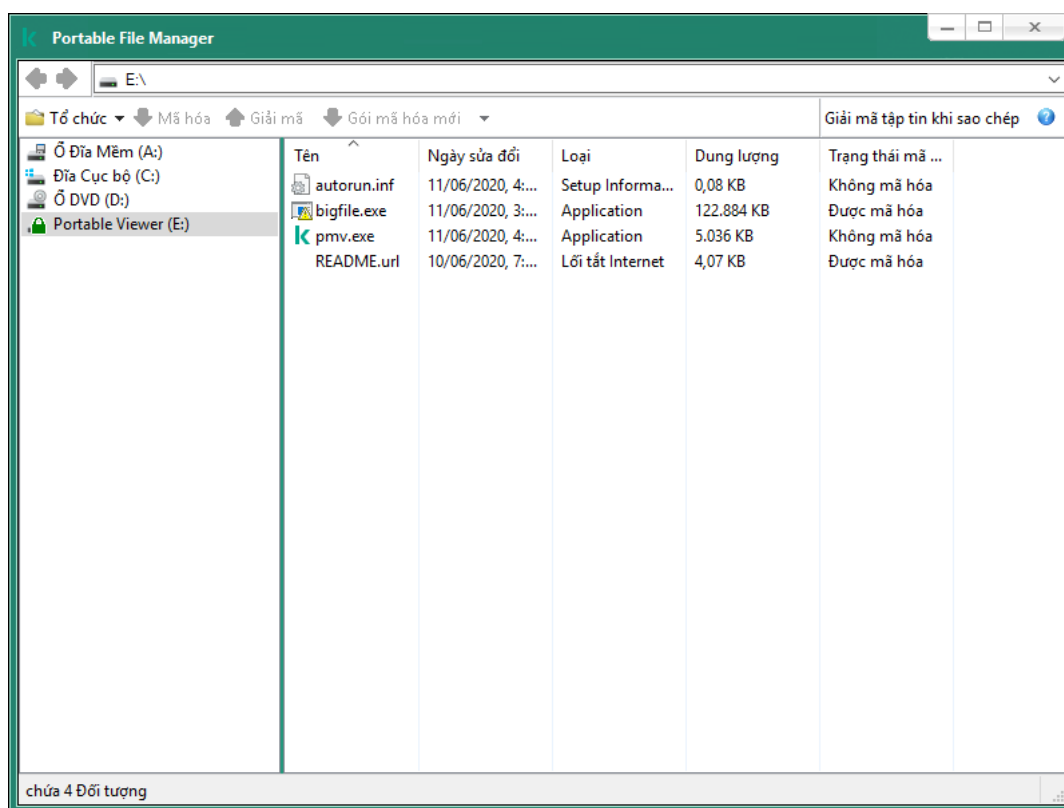 Portable File Manager
E:\
Tổ chức Mã hóa Giải mã Gói mã hóa mới Giải mã tập tin khi sao chép
Ổ Đĩa Mềm (A:)
Đĩa Cục bộ (C:)
Ổ DVD (D:)
Portable Viewer (E:)
Tên Ngày sửa đổi Loại Dung lượng Trạng thái mã ...
autorun.inf 11/06/2020, 4:... Setup Informa... 0,08 KB Không mã hóa
bigfile.exe 11/06/2020, 3:... Application 122.884 KB Được mã hóa
pmv.exe 11/06/2020, 4:... Application 5.036 KB Không mã hóa
README.url 10/06/2020, 7:... Lối tắt Internet 4,07 KB Được mã hóa
chứa 4 Đối tượng